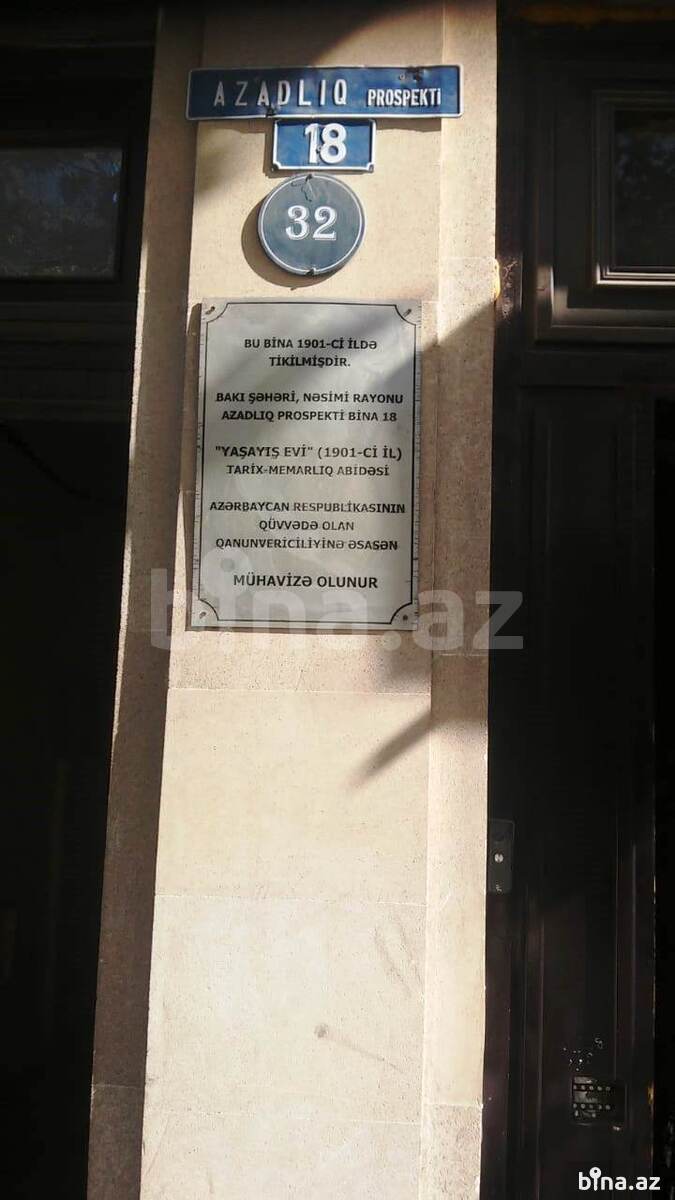 AZADLIQ PROSPEKTİ
18
32
BU BİNA 1901-Cİ İLDƏ
TİKİLMİŞDİR.
BAKI ŞƏHƏRİ, NƏSİMİ RAYONU
AZADLIQ PROSPEKTİ BİNA 18
"YAŞAYIŞ EVİ" (1901-Cİ İL)
TARİX-MEMARLIQ ABİDƏSİ
AZƏRBAYCAN RESPUBLİKASININ
QÜVVƏDƏ OLAN
QANUNVERİCİLİYİNƏ ƏSASƏN
MÜHAVİZƏ OLUNUR
bina.az
bina.az